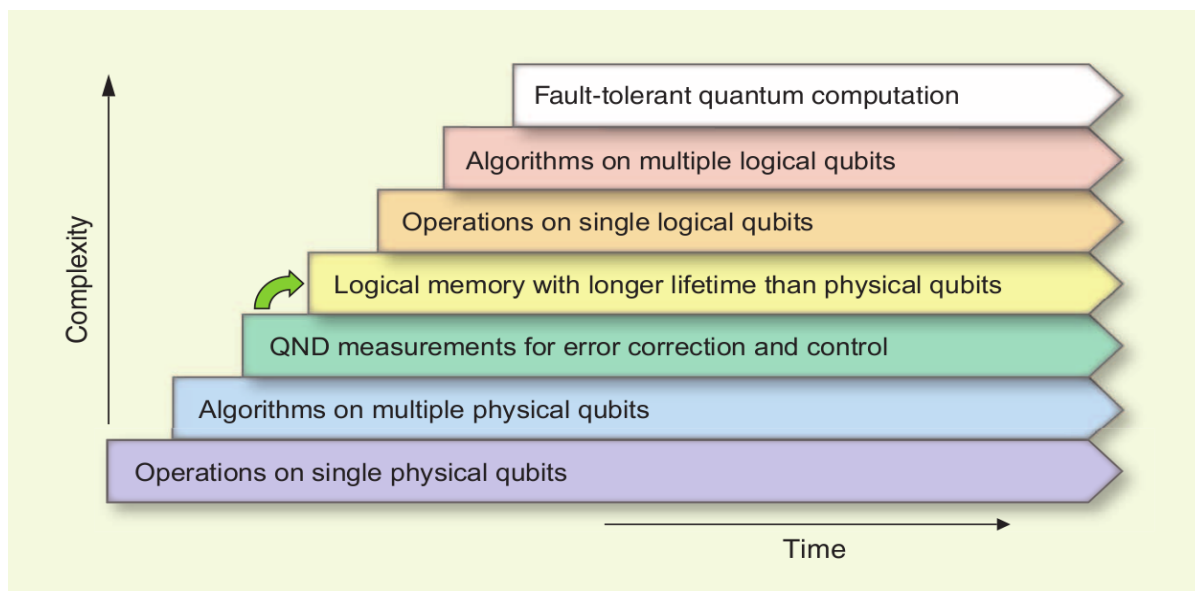 Fault-tolerant quantum computation
Algorithms on multiple logical qubits
Operations on single logical qubits
Logical memory with longer lifetime than physical qubits
QND measurements for error correction and control
Algorithms on multiple physical qubits
Operations on single physical qubits
Complexity
Time